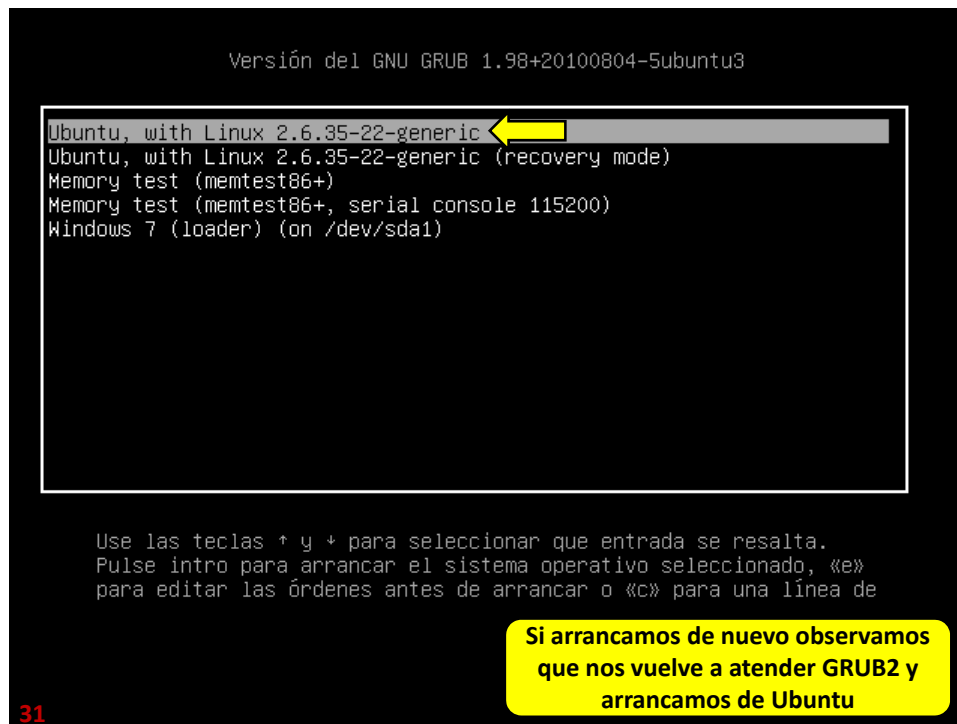 Versión del GNU GRUB 1.98+20100804-5ubuntu3
Ubuntu, with Linux 2.6.35-22-generic
Ubuntu, with Linux 2.6.35-22-generic (recovery mode)
Memory test (memtest86+)
Memory test (memtest86+, serial console 115200)
Windows 7 (loader) (on /dev/sda1)
Use las teclas ↑ y ↓ para seleccionar que entrada se resalta.
Pulse intro para arrancar el sistema operativo seleccionado, «e»
para editar las órdenes antes de arrancar o «c» para una línea de
Si arrancamos de nuevo observamos
que nos vuelve a atender GRUB2 y
arrancamos de Ubuntu
31